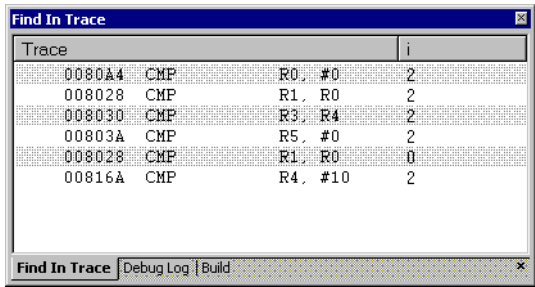 Find In Trace
Trace i
0080A4 CMP R0, #0 2
008028 CMP R1, R0 2
008030 CMP R3, R4 2
00803A CMP R5, #0 2
008028 CMP R1, R0 0
00816A CMP R4, #10 2
Find In Trace Debug Log Build